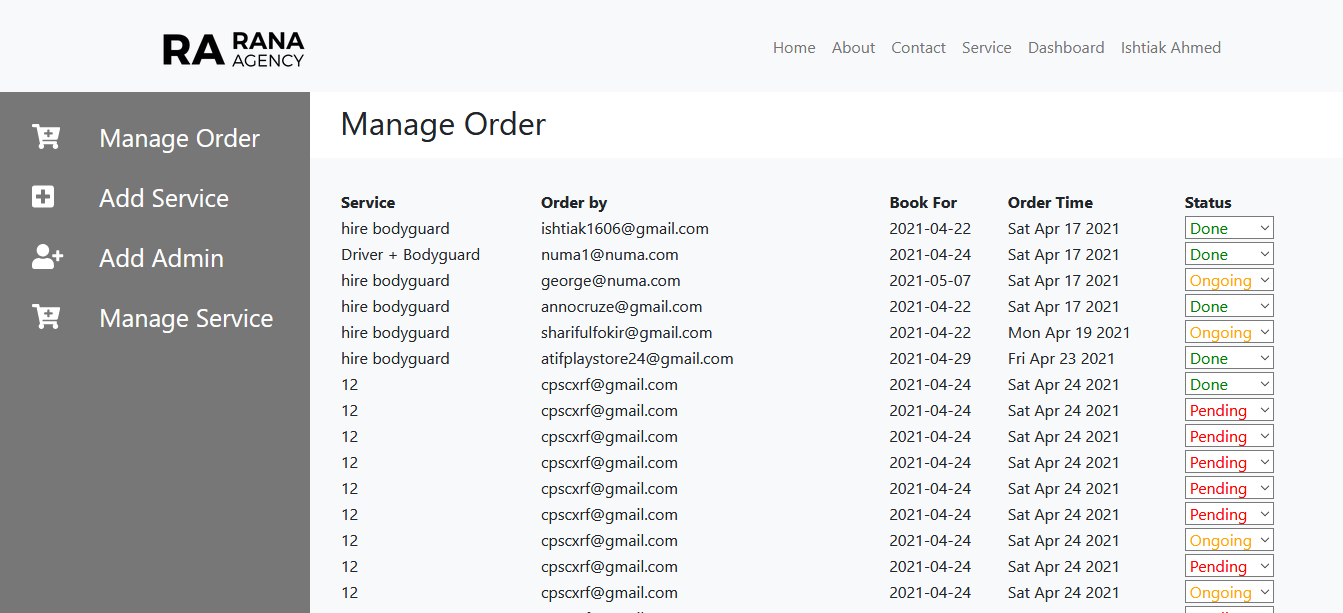 RA RANA AGENCY
Home About Contact Service Dashboard Ishtiak Ahmed
Manage Order
Add Service
Add Admin
Manage Service
Manage Order
Service Order by Book For Order Time Status
hire bodyguard ishtiak1606@gmail.com 2021-04-22 Sat Apr 17 2021 Done
Driver + Bodyguard numa1@numa.com 2021-04-24 Sat Apr 17 2021 Done
hire bodyguard george@numa.com 2021-05-07 Sat Apr 17 2021 Ongoing
hire bodyguard annocruze@gmail.com 2021-04-22 Sat Apr 17 2021 Done
hire bodyguard sharifulfokir@gmail.com 2021-04-22 Mon Apr 19 2021 Ongoing
hire bodyguard atifplaystore24@gmail.com 2021-04-29 Fri Apr 23 2021 Done
12 cpscxrf@gmail.com 2021-04-24 Sat Apr 24 2021 Done
12 cpscxrf@gmail.com 2021-04-24 Sat Apr 24 2021 Pending
12 cpscxrf@gmail.com 2021-04-24 Sat Apr 24 2021 Pending
12 cpscxrf@gmail.com 2021-04-24 Sat Apr 24 2021 Pending
12 cpscxrf@gmail.com 2021-04-24 Sat Apr 24 2021 Pending
12 cpscxrf@gmail.com 2021-04-24 Sat Apr 24 2021 Pending
12 cpscxrf@gmail.com 2021-04-24 Sat Apr 24 2021 Ongoing
12 cpscxrf@gmail.com 2021-04-24 Sat Apr 24 2021 Pending
12 cpscxrf@gmail.com 2021-04-24 Sat Apr 24 2021 Ongoing